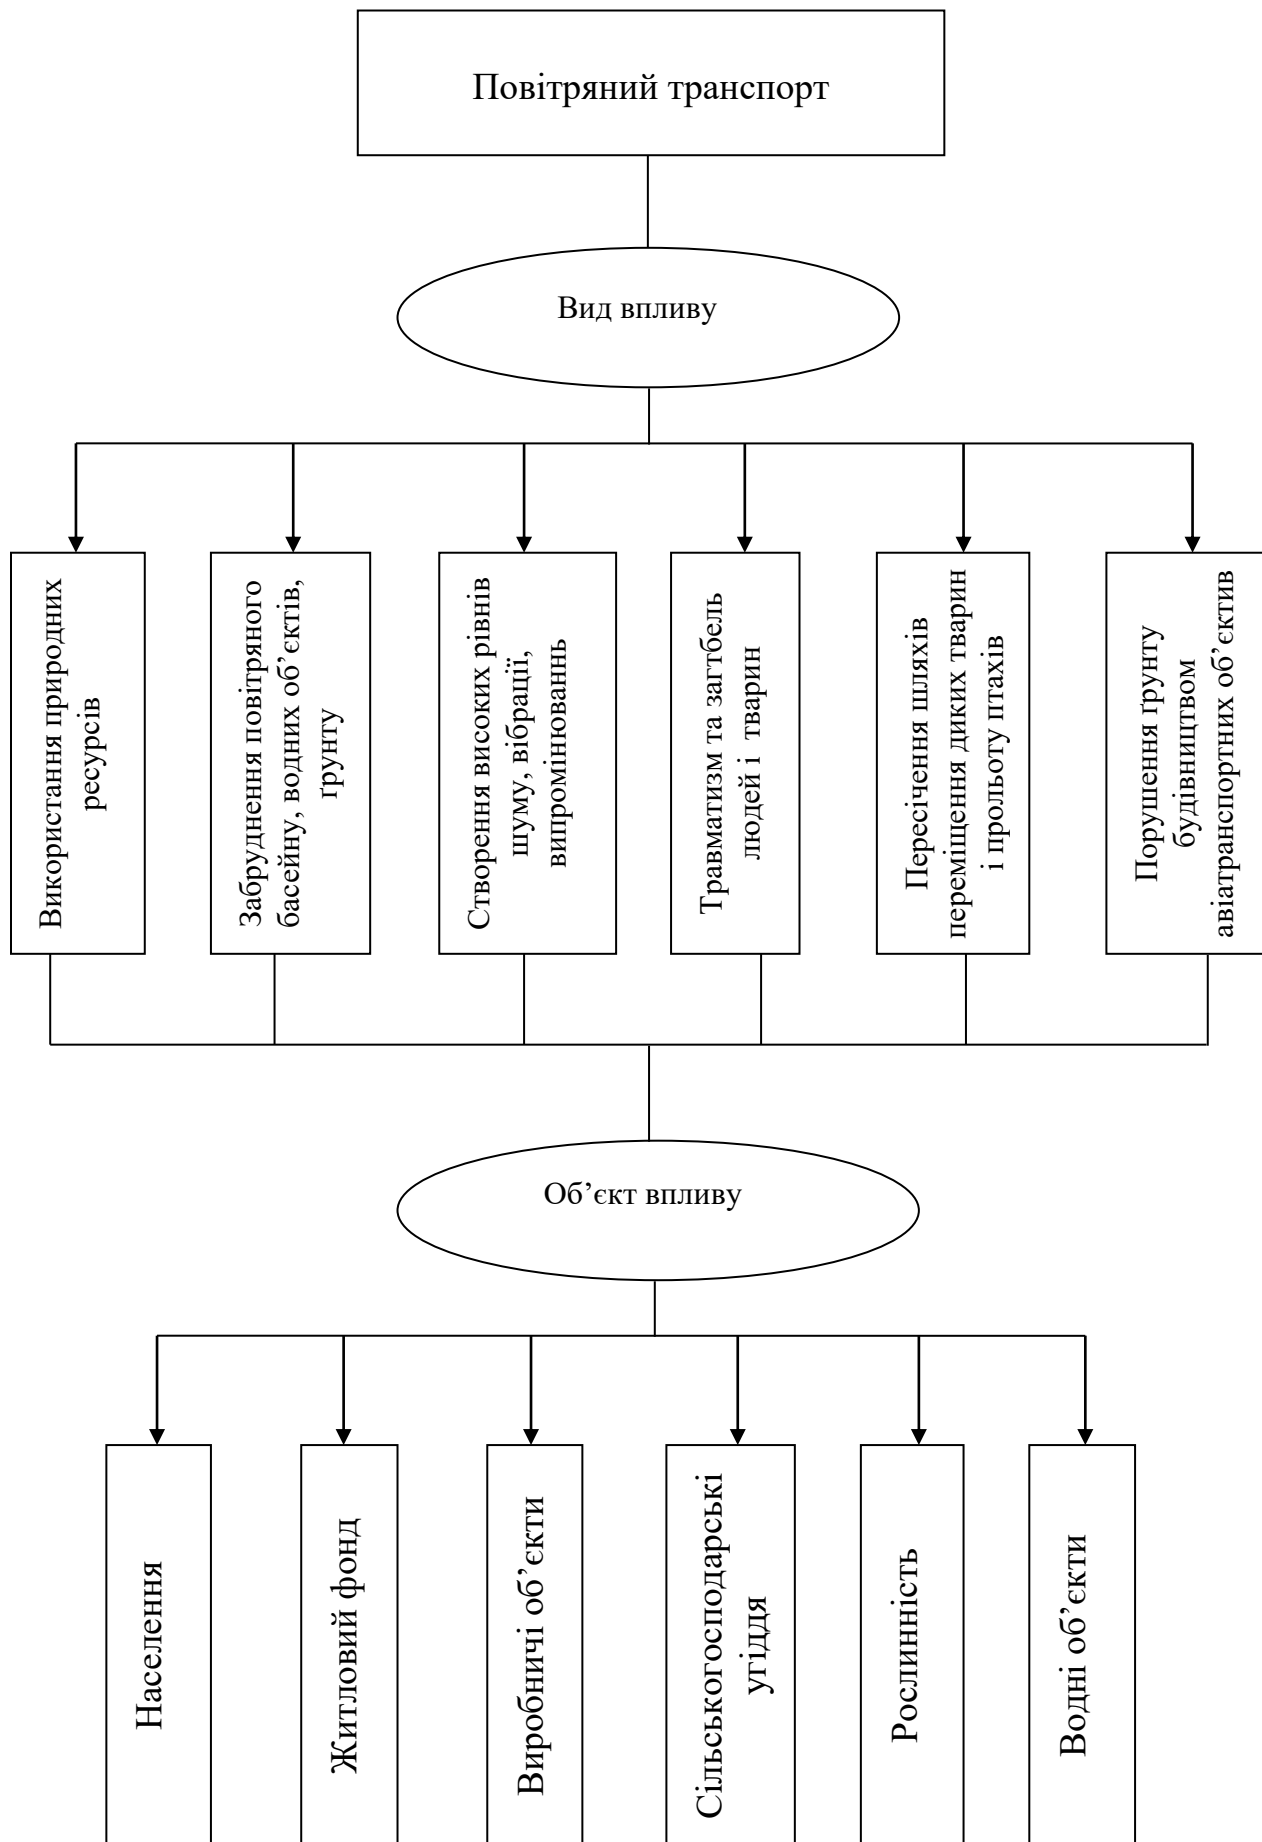 Повітряний транспорт
Вид впливу
Використання природних
ресурсів
Забруднення повітряного
басейну, водних об’єктів,
ґрунту
Створення високих рівнів
шуму, вібрації,
випромінюваннь
Травматизм та загтбель
людей і тварин
Пересічення шляхів
переміщення диких тварин
і прольоту птахів
Порушення ґрунту
будівництвом
авіатранспортних об’єктив
Об’єкт впливу
Населення
Житловий фонд
Виробничі об’єкти
Сільськогосподарські
угіддя
Рослинність
Водні об’єкти